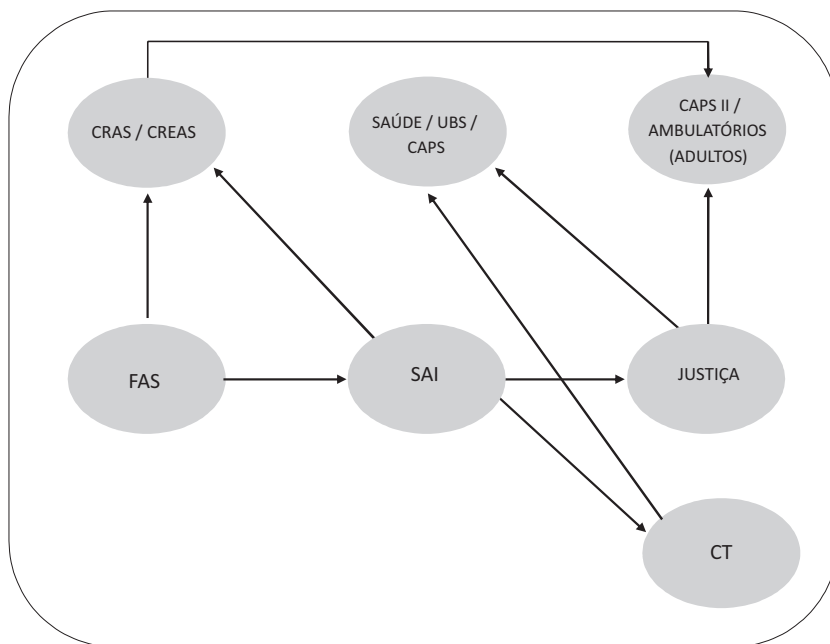 CRAS / CREAS
SAÚDE / UBS /
CAPS
CAPS II /
AMBULATÓRIOS
(ADULTOS)
FAS
SAI
JUSTIÇA
CT